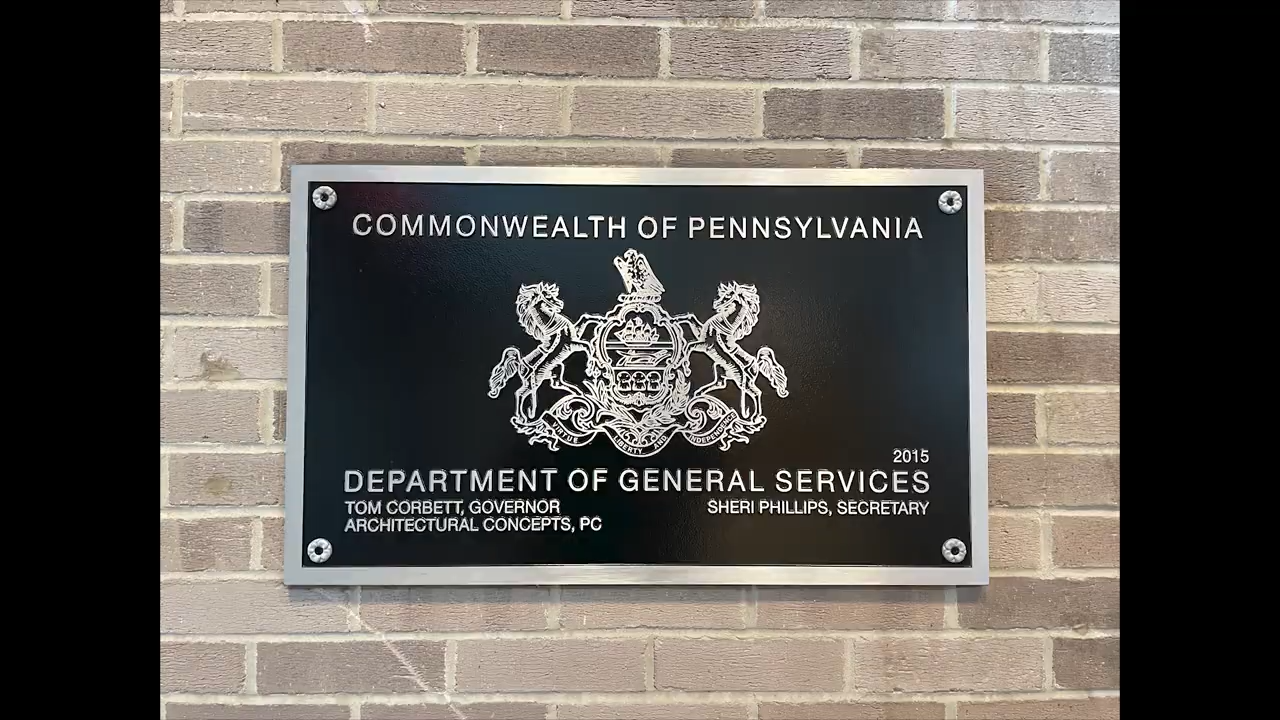 COMMONWEALTH OF PENNSYLVANIA
VIRTUE LIBERTY AND INDEPENDENCE
2015
DEPARTMENT OF GENERAL SERVICES
TOM CORBETT, GOVERNOR SHERI PHILLIPS, SECRETARY
ARCHITECTURAL CONCEPTS, PC